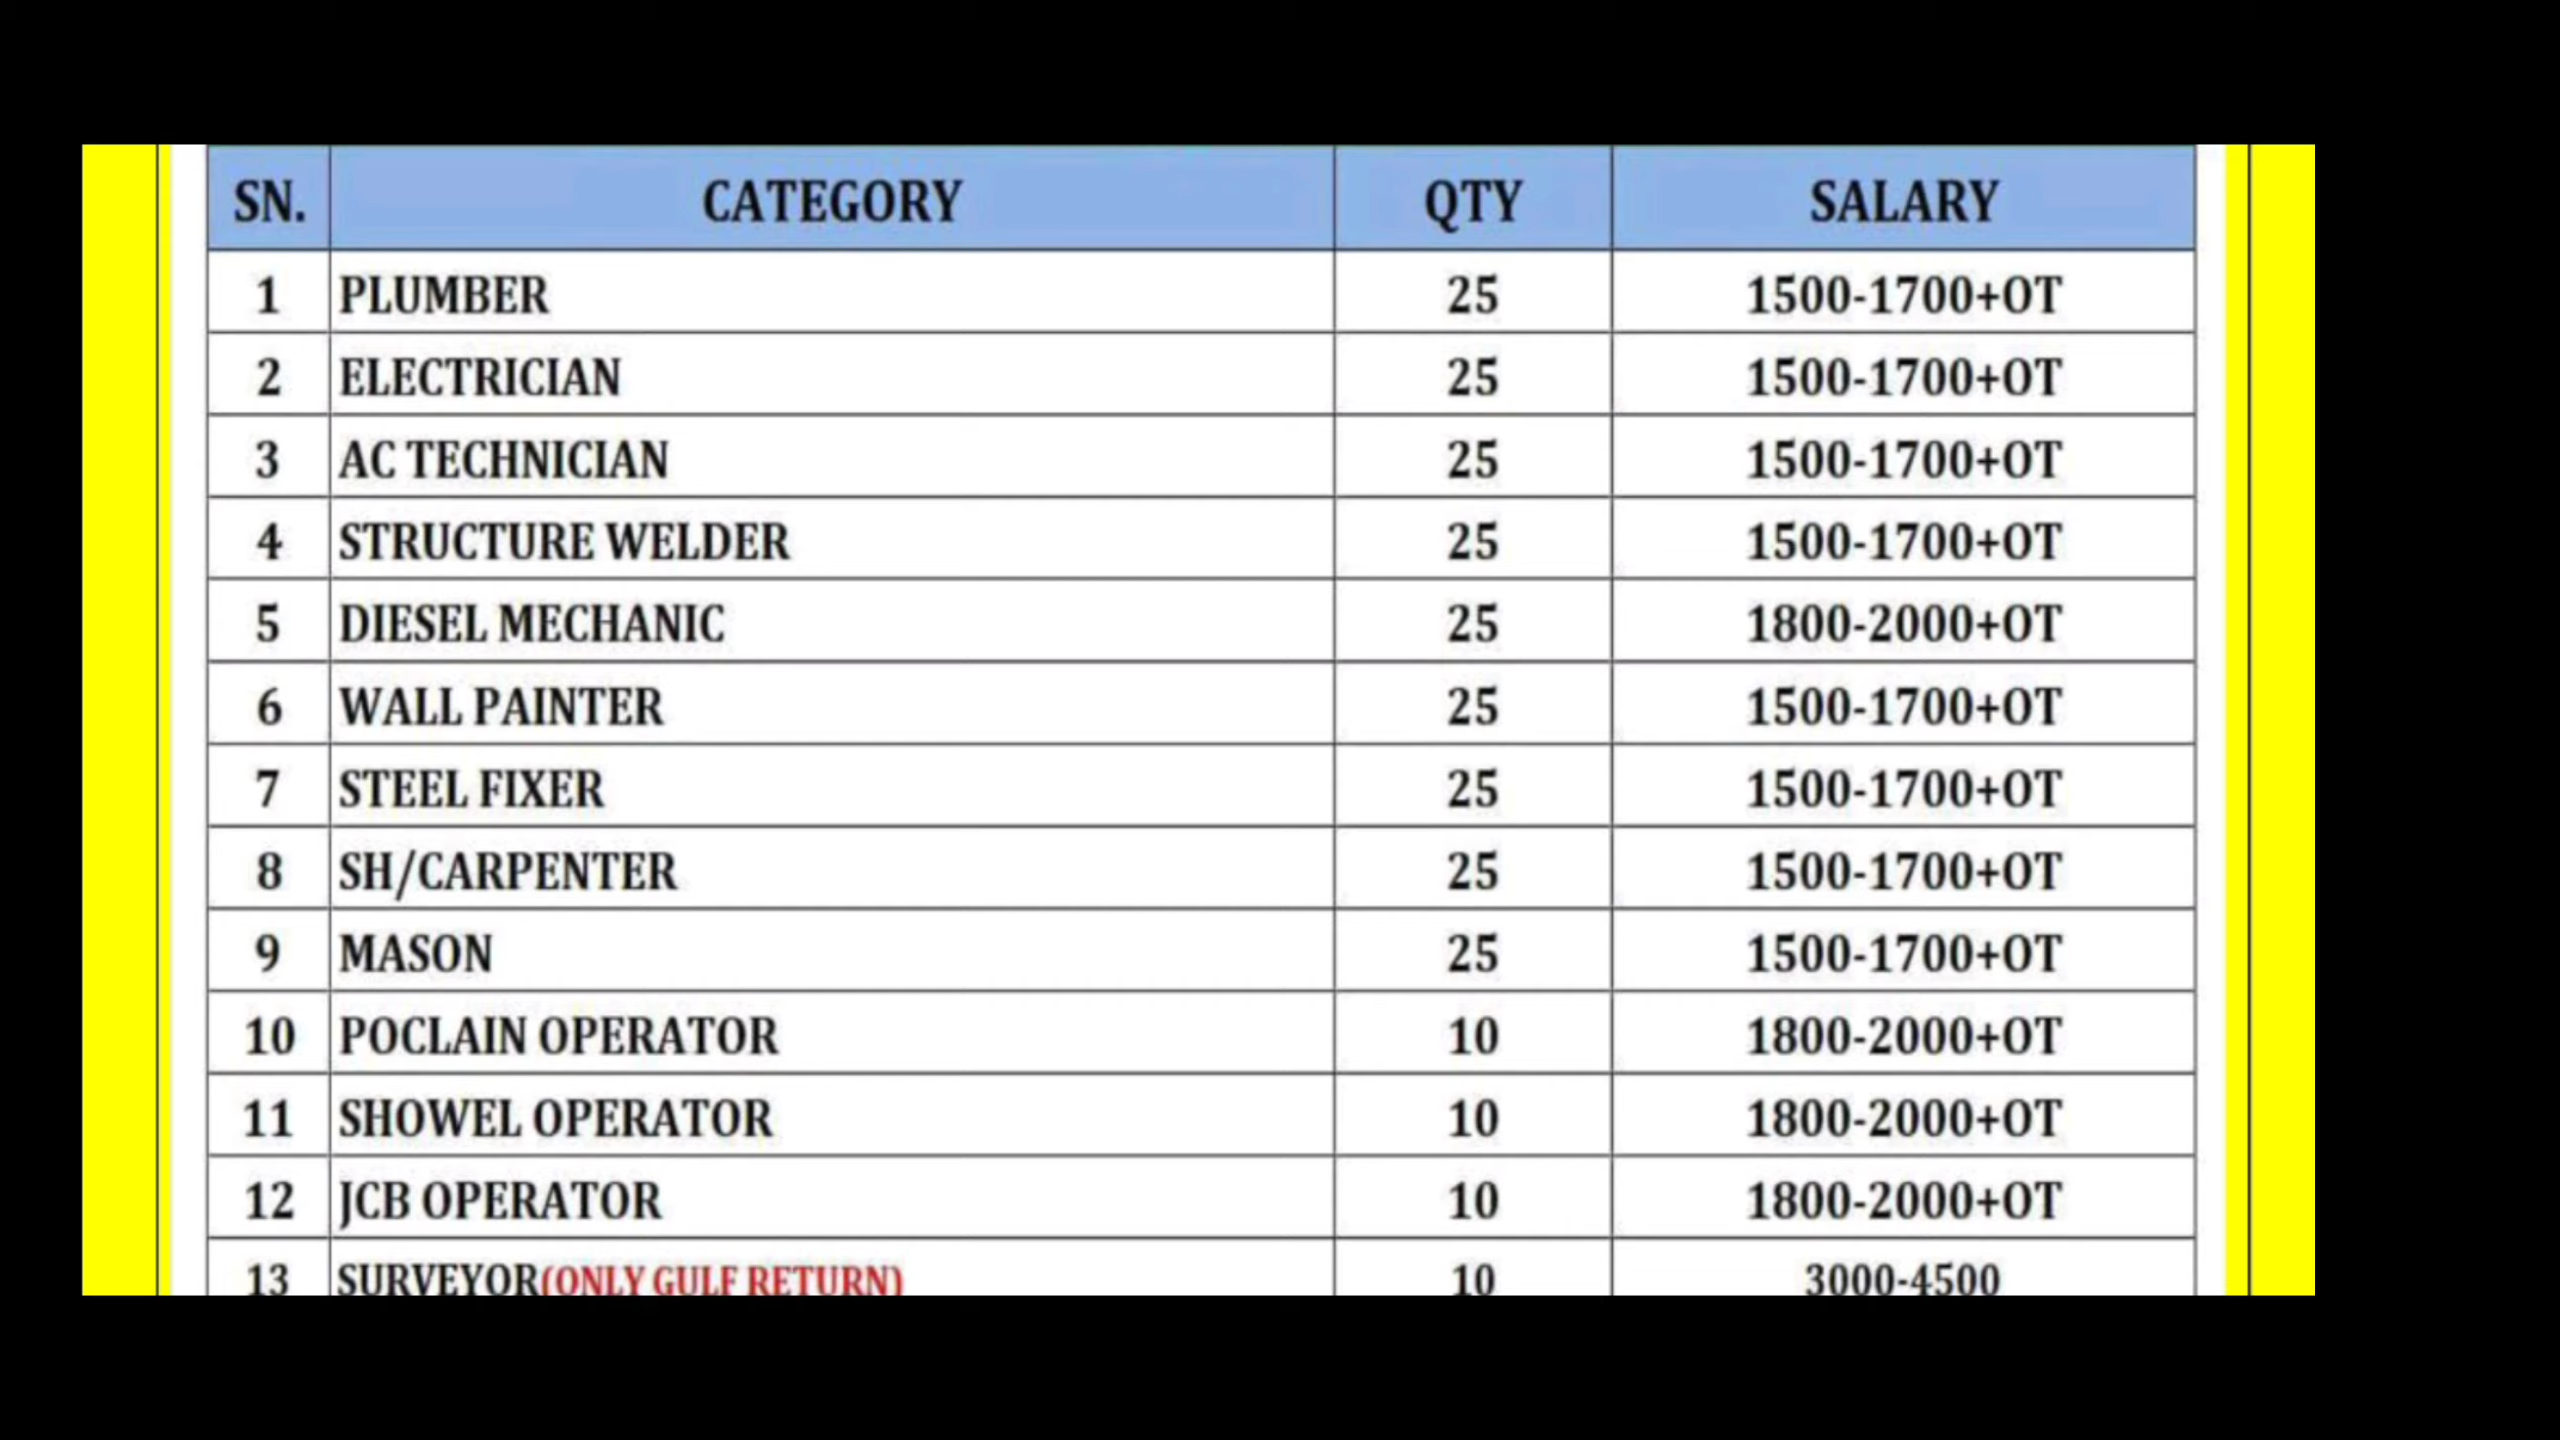 SN. CATEGORY QTY SALARY
1 PLUMBER 25 1500-1700+OT
2 ELECTRICIAN 25 1500-1700+OT
3 AC TECHNICIAN 25 1500-1700+OT
4 STRUCTURE WELDER 25 1500-1700+OT
5 DIESEL MECHANIC 25 1800-2000+OT
6 WALL PAINTER 25 1500-1700+OT
7 STEEL FIXER 25 1500-1700+OT
8 SH/CARPENTER 25 1500-1700+OT
9 MASON 25 1500-1700+OT
10 POCLAIN OPERATOR 10 1800-2000+OT
11 SHOWEL OPERATOR 10 1800-2000+OT
12 JCB OPERATOR 10 1800-2000+OT
13 SURVEYOR(ONLY GULF RETURN) 10 3000-4500